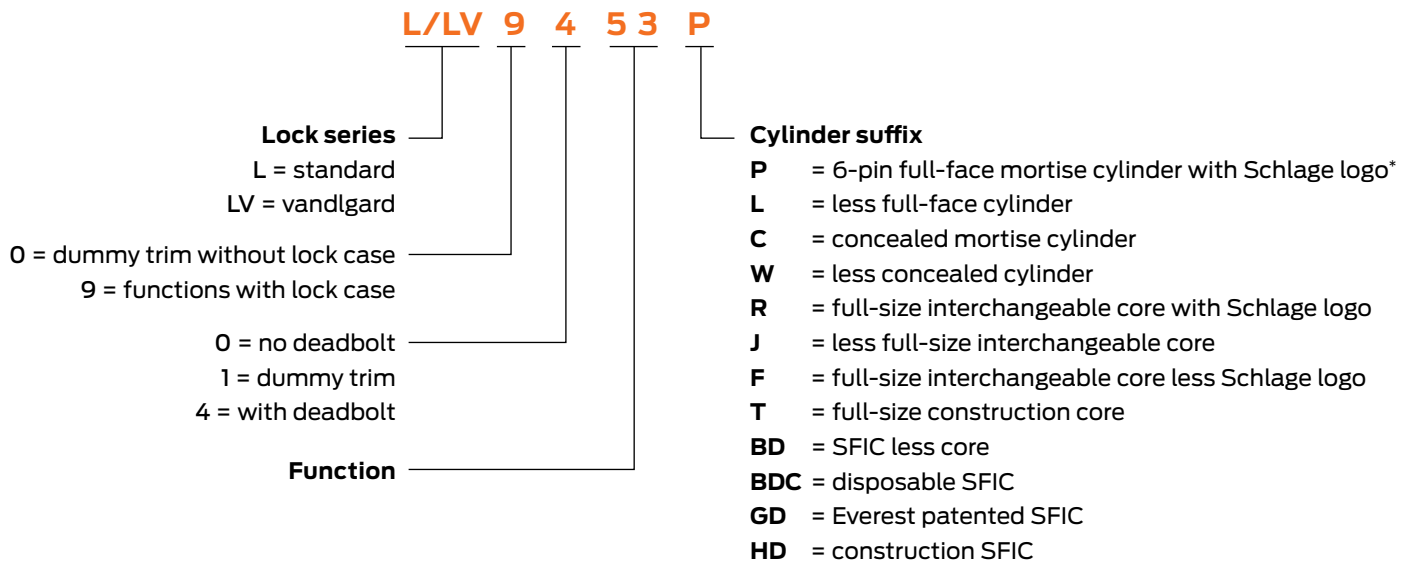 L/LV 9 4 5 3 P
Lock series
L = standard
LV = vandlgard
0 = dummy trim without lock case
9 = functions with lock case
0 = no deadbolt
1 = dummy trim
4 = with deadbolt
Function
Cylinder suffix
P = 6-pin full-face mortise cylinder with Schlage logo*
L = less full-face cylinder
C = concealed mortise cylinder
W = less concealed cylinder
R = full-size interchangeable core with Schlage logo
J = less full-size interchangeable core
F = full-size interchangeable core less Schlage logo
T = full-size construction core
BD = SFIC less core
BDC = disposable SFIC
GD = Everest patented SFIC
HD = construction SFIC